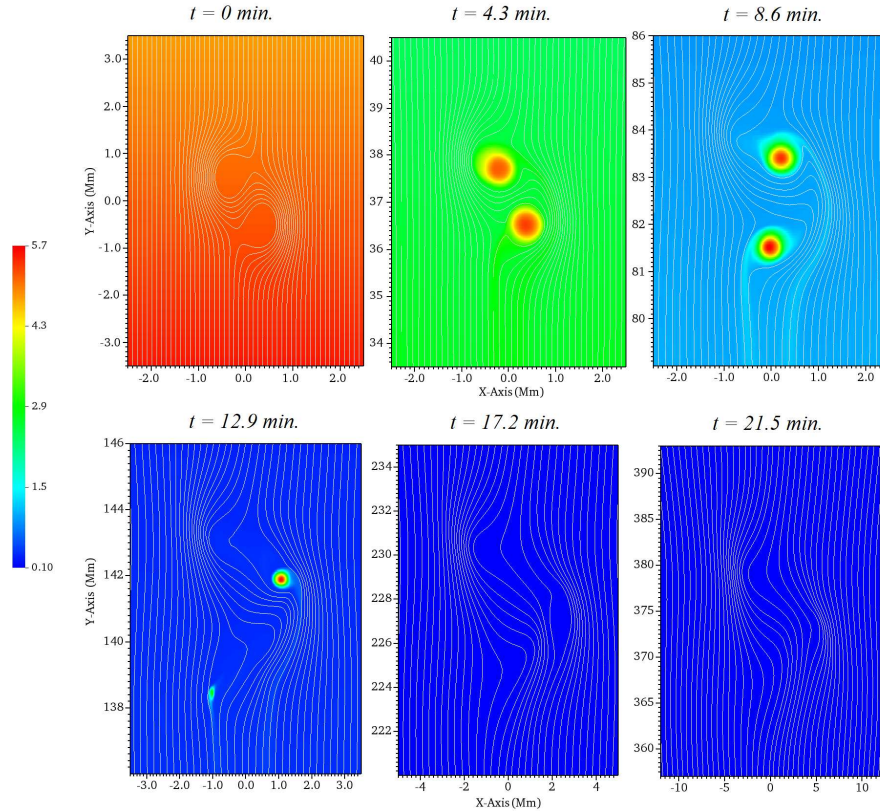 t = 0 min.
t = 4.3 min.
t = 8.6 min.
3.0
2.0
1.0
0.0
-1.0
-2.0
-3.0
Y-Axis (Mm)
-2.0 -1.0 0.0 1.0 2.0
40
39
38
37
36
35
34
-2.0 -1.0 0.0 1.0 2.0
X-Axis (Mm)
86
84
83
82
81
80
-2.0 -1.0 0.0 1.0 2.0
5.7
4.3
2.9
1.5
0.10
t = 12.9 min.
t = 17.2 min.
t = 21.5 min.
146
144
142
140
138
Y-Axis (Mm)
-3.0 -2.0 -1.0 0.0 1.0 2.0 3.0
234
232
230
228
226
224
222
220
-4 -2 0 2 4
X-Axis (Mm)
390
385
380
375
370
365
360
-10 -5 0 5 10